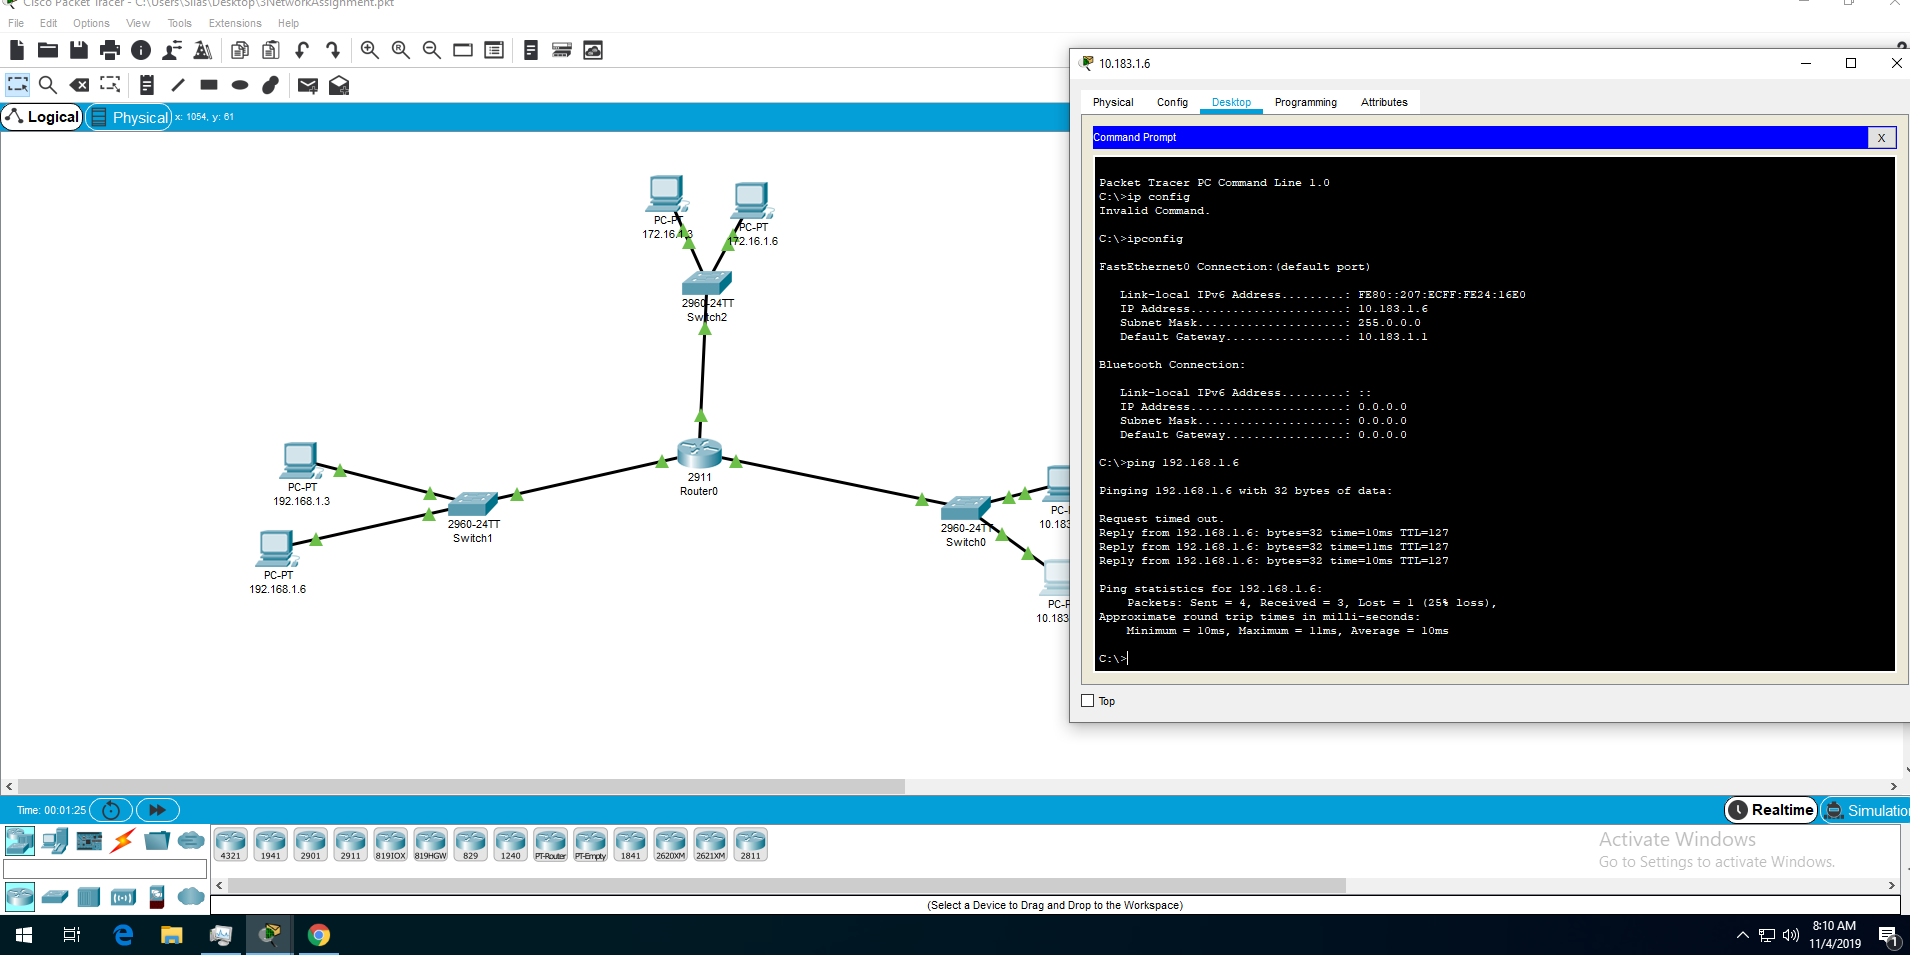 Cisco Packet Tracer - C:\Users\Silas\Desktop\3NetworkAssignment.pkt
File Edit Options View Tools Extensions Help
Logical
Physical
x: 1054, y: 61
PC-PT
172.16.1.3
PC-PT
172.16.1.6
2960-24TT
Switch2
2911
Router0
PC-PT
192.168.1.3
PC-PT
192.168.1.6
2960-24TT
Switch1
2960-24TT
Switch0
PC-
10.183
PC-P
10.183
10.183.1.6
Physical Config Desktop Programming Attributes
Command Prompt
X
Packet Tracer PC Command Line 1.0
C:\>ip config
Invalid Command.
C:\>ipconfig
FastEthernet0 Connection:(default port)
Link-local IPv6 Address.........: FE80::207:ECFF:FE24:16E0
IP Address......................: 10.183.1.6
Subnet Mask.....................: 255.0.0.0
Default Gateway.................: 10.183.1.1
Bluetooth Connection:
Link-local IPv6 Address.........: ::
IP Address......................: 0.0.0.0
Subnet Mask.....................: 0.0.0.0
Default Gateway.................: 0.0.0.0
C:\>ping 192.168.1.6
Pinging 192.168.1.6 with 32 bytes of data:
Request timed out.
Reply from 192.168.1.6: bytes=32 time=10ms TTL=127
Reply from 192.168.1.6: bytes=32 time=11ms TTL=127
Reply from 192.168.1.6: bytes=32 time=10ms TTL=127
Ping statistics for 192.168.1.6:
Packets: Sent = 4, Received = 3, Lost = 1 (25% loss),
Approximate round trip times in milli-seconds:
Minimum = 10ms, Maximum = 11ms, Average = 10ms
C:\>
Top
Time: 00:01:25
Realtime
Simulatio
4321 1941 2901 2911 819IOX 819HGW 829 1240 PT-Router PT-Empty 1841 2620XM 2621XM 2811
Activate Windows
Go to Settings to activate Windows.
(Select a Device to Drag and Drop to the Workspace)
8:10 AM
11/4/2019
1